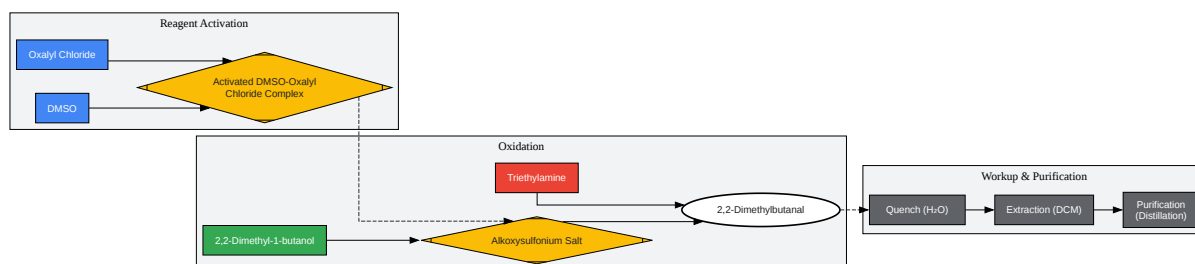 Reagent Activation
Oxalyl Chloride
Activated DMSO-Oxalyl
Chloride Complex
DMSO
Oxidation
Triethylamine
2,2-Dimethylbutanal
2,2-Dimethyl-1-butanol
Alkoxysulfonium Salt
Workup & Purification
Quench (H₂O)
Extraction (DCM)
Purification
(Distillation)